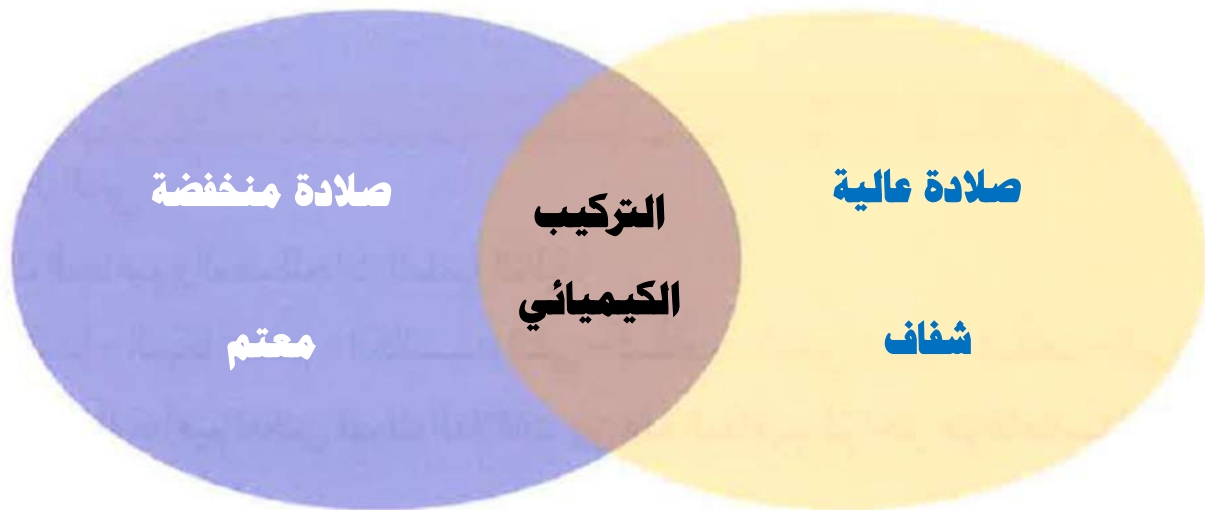 صلادة عالية
شفاف
التركيب
الكيميائي
صلادة منخفضة
معتم